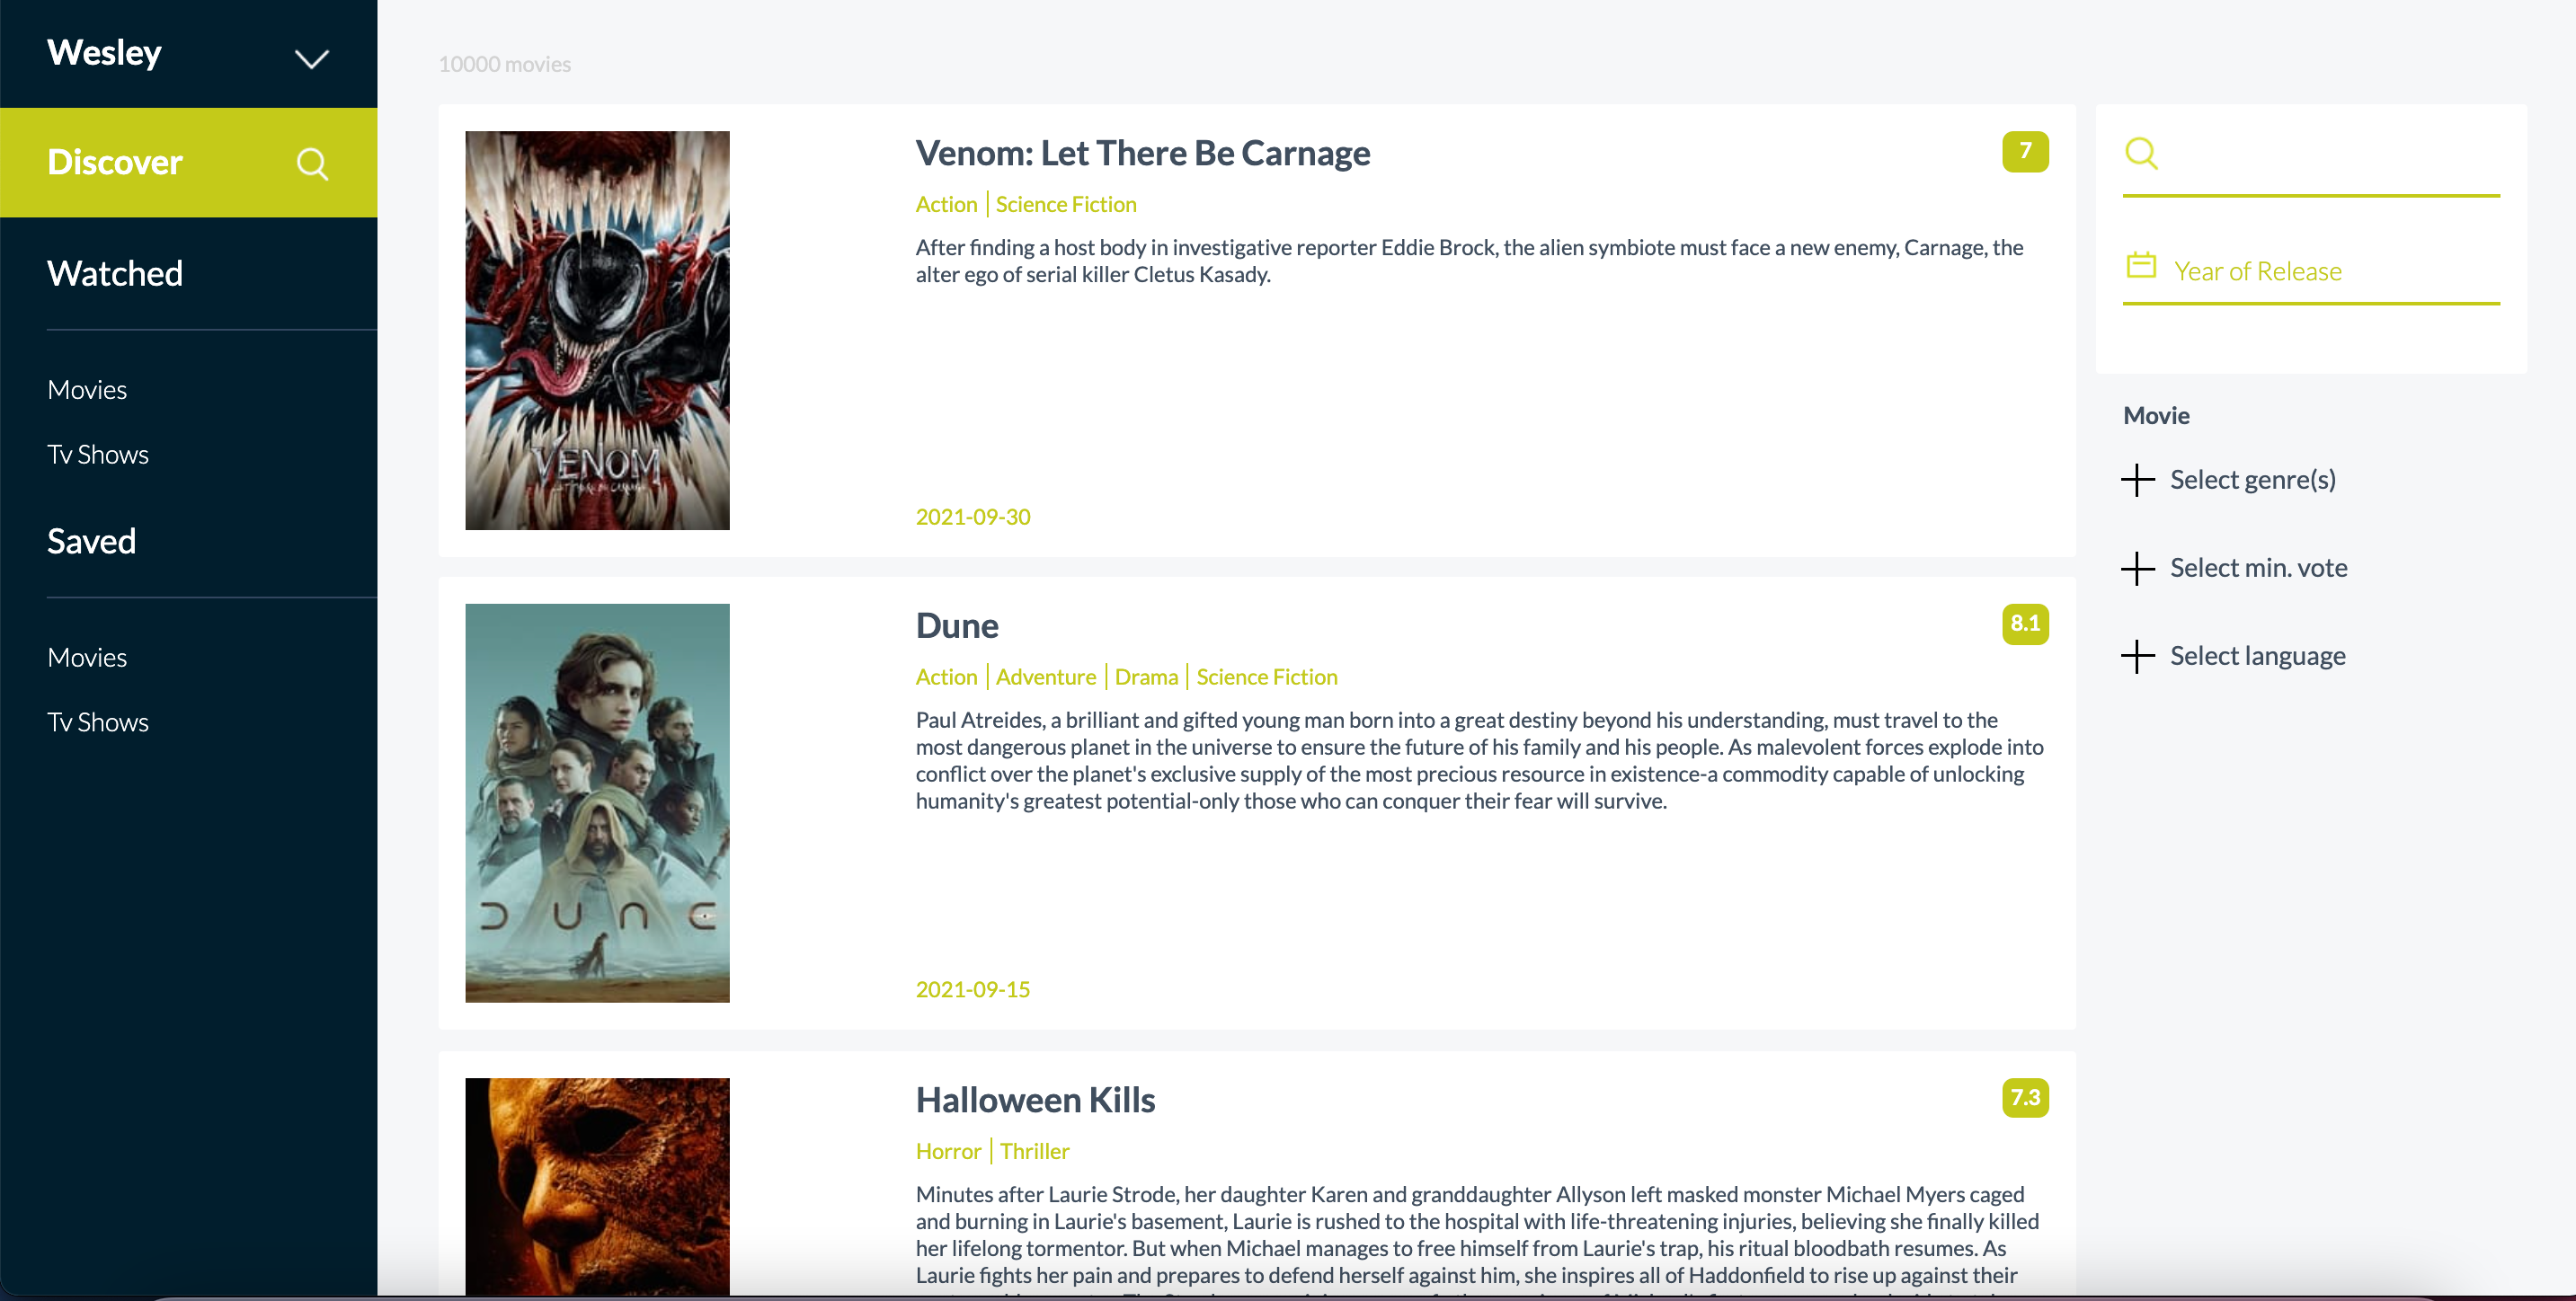 Wesley
Discover
Watched
Movies
Tv Shows
Saved
Movies
Tv Shows
10000 movies
VENOM
LET THERE BE CARNAGE
Venom: Let There Be Carnage
7
Action | Science Fiction
After finding a host body in investigative reporter Eddie Brock, the alien symbiote must face a new enemy, Carnage, the
alter ego of serial killer Cletus Kasady.
2021-09-30
DUNE
Dune
8.1
Action | Adventure | Drama | Science Fiction
Paul Atreides, a brilliant and gifted young man born into a great destiny beyond his understanding, must travel to the
most dangerous planet in the universe to ensure the future of his family and his people. As malevolent forces explode into
conflict over the planet's exclusive supply of the most precious resource in existence-a commodity capable of unlocking
humanity's greatest potential-only those who can conquer their fear will survive.
2021-09-15
Halloween Kills
7.3
Horror | Thriller
Minutes after Laurie Strode, her daughter Karen and granddaughter Allyson left masked monster Michael Myers caged
and burning in Laurie's basement, Laurie is rushed to the hospital with life-threatening injuries, believing she finally killed
her lifelong tormentor. But when Michael manages to free himself from Laurie's trap, his ritual bloodbath resumes. As
Laurie fights her pain and prepares to defend herself against him, she inspires all of Haddonfield to rise up against their
Year of Release
Movie
Select genre(s)
Select min. vote
Select language